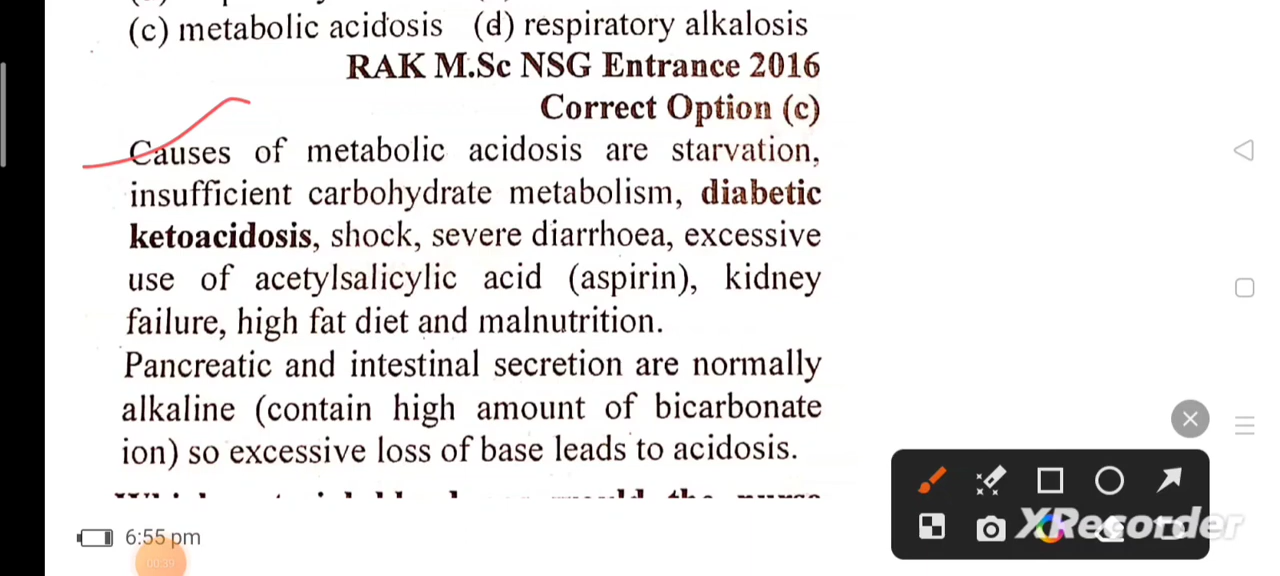 (c) metabolic acidosis (d) respiratory alkalosis
RAK M.Sc NSG Entrance 2016
Correct Option (c)
Causes of metabolic acidosis are starvation,
insufficient carbohydrate metabolism, diabetic
ketoacidosis, shock, severe diarrhoea, excessive
use of acetylsalicylic acid (aspirin), kidney
failure, high fat diet and malnutrition.
Pancreatic and intestinal secretion are normally
alkaline (contain high amount of bicarbonate
ion) so excessive loss of base leads to acidosis.
6:55 pm
00:39
XRecorder